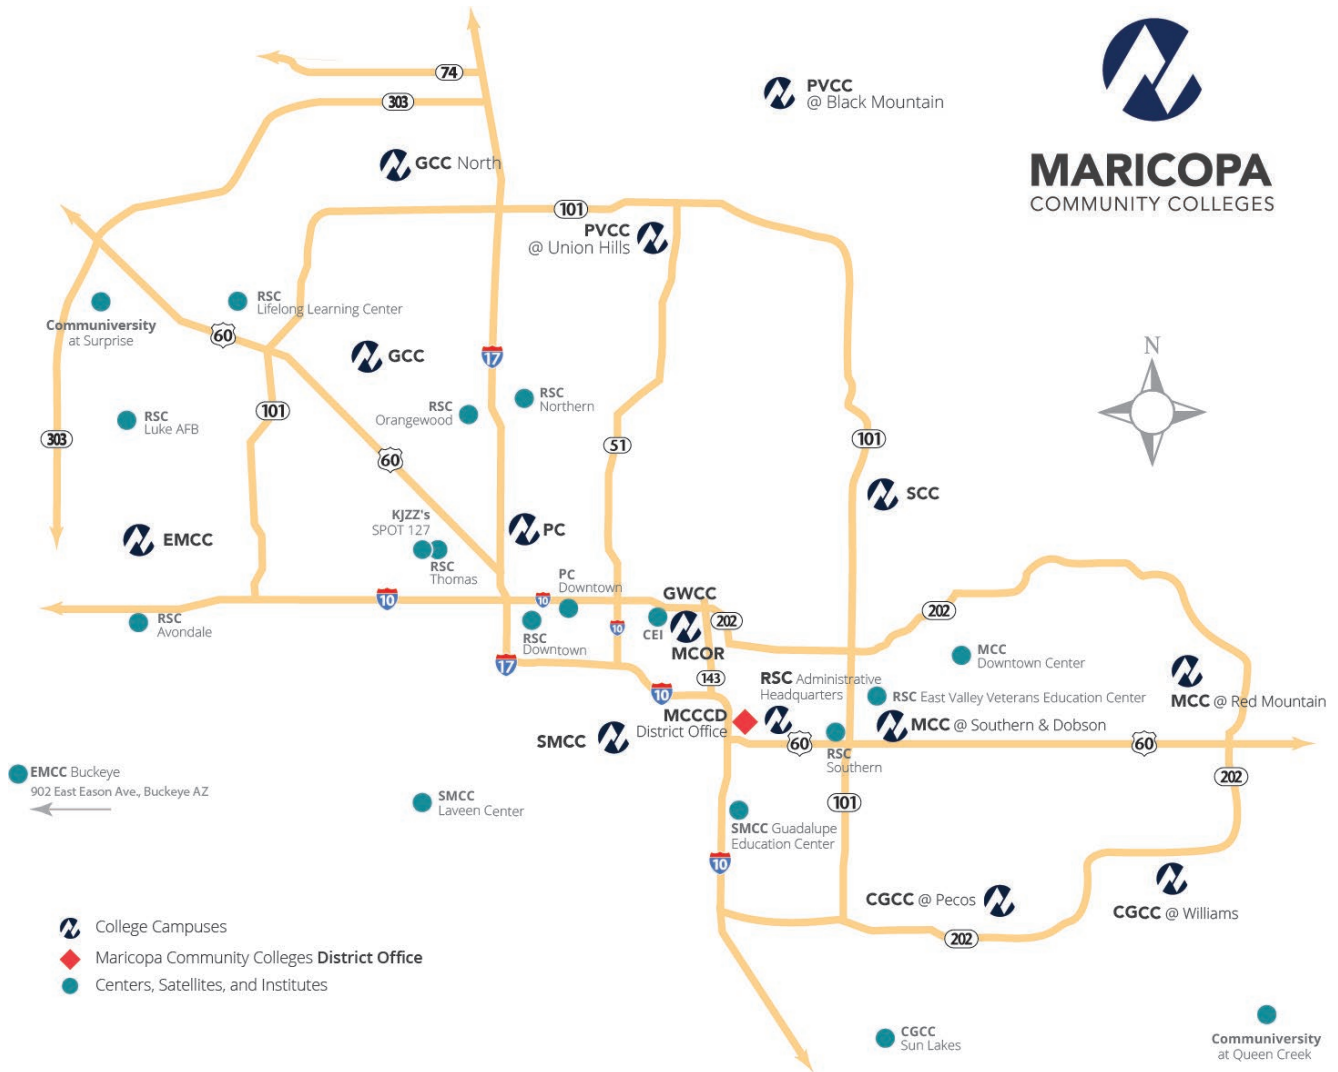 74
303
PVCC
@ Black Mountain
MARICOPA
COMMUNITY COLLEGES
GCC North
101
PVCC
@ Union Hills
RSC
Lifelong Learning Center
Communiversity
at Surprise
60
GCC
17
N
RSC
Northern
RSC
Orangewood
101
RSC
Luke AFB
303
51
101
60
SCC
KJZZ's
SPOT 127
PC
EMCC
RSC
Thomas
PC
Downtown
10
10
GWCC
202
202
RSC
Avondale
RSC
Downtown
10
CEI
MCOR
MCC
Downtown Center
17
143
RSC Administrative
Headquarters
10
RSC East Valley Veterans Education Center
MCC @ Red Mountain
MCCCD
District Office
MCC @ Southern & Dobson
SMCC
60
60
RSC
Southern
EMCC Buckeye
902 East Eason Ave., Buckeye AZ
202
SMCC
Laveen Center
101
SMCC Guadalupe
Education Center
10
CGCC @ Pecos
CGCC @ Williams
202
College Campuses
Maricopa Community Colleges District Office
Centers, Satellites, and Institutes
CGCC
Sun Lakes
Communiversity
at Queen Creek